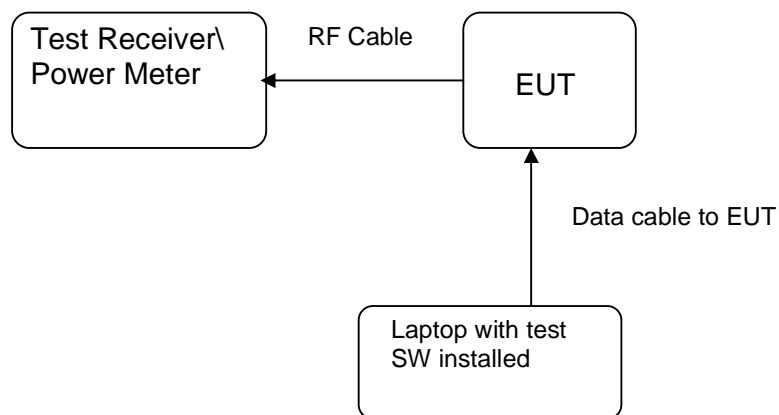 Test Receiver\
Power Meter
RF Cable
EUT
Data cable to EUT
Laptop with test
SW installed